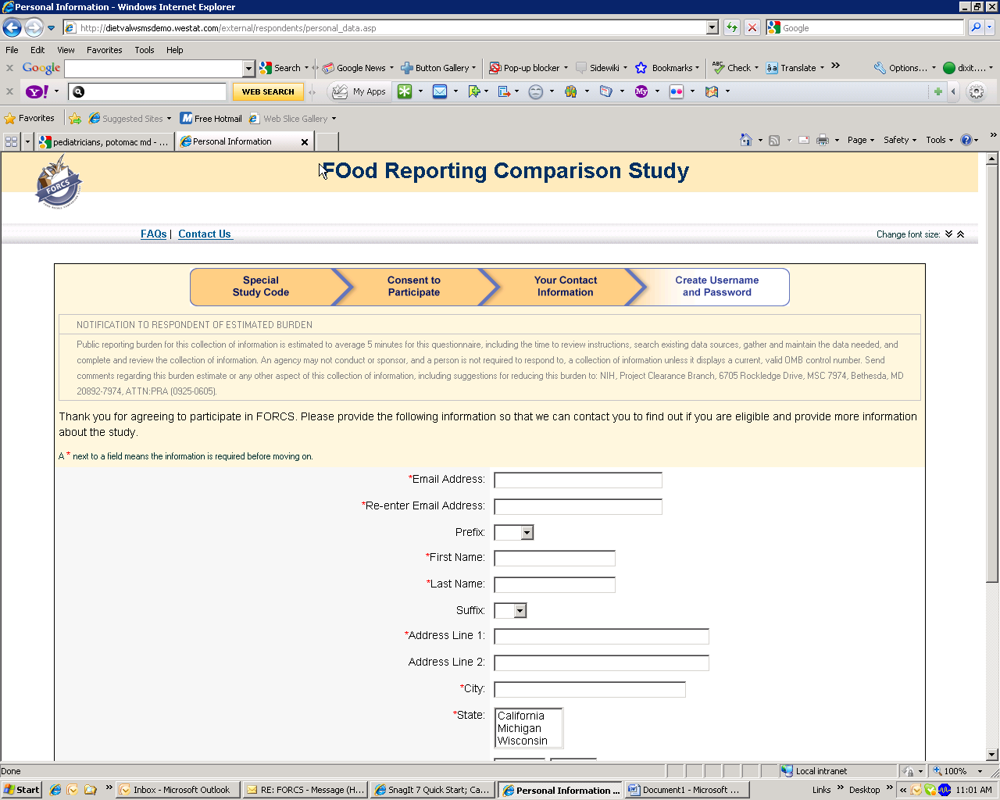 Personal Information - Windows Internet Explorer
http://dietvalwsmsdemo.westat.com/external/respondents/personal_data.asp
Google
File Edit View Favorites Tools Help
Google Search Google News Button Gallery Pop-up blocker Sidewiki Bookmarks ABC Check Translate Options... dixit....
Y! WEB SEARCH My Apps My
Favorites Suggested Sites Free Hotmail Web Slice Gallery
pediatricians, potomac md - ... Personal Information Page Safety Tools
FORCS
FOod Reporting Comparison Study
FAQs | Contact Us Change font size:
Special Study Code
Consent to Participate
Your Contact Information
Create Username and Password
NOTIFICATION TO RESPONDENT OF ESTIMATED BURDEN
Public reporting burden for this collection of information is estimated to average 5 minutes for this questionnaire, including the time to review instructions, search existing data sources, gather and maintain the data needed, and
complete and review the collection of information. An agency may not conduct or sponsor, and a person is not required to respond to, a collection of information unless it displays a current, valid OMB control number. Send
comments regarding this burden estimate or any other aspect of this collection of information, including suggestions for reducing this burden to: NIH, Project Clearance Branch, 6705 Rockledge Drive, MSC 7974, Bethesda, MD
20892-7974, ATTN:PRA (0925-0605).
Thank you for agreeing to participate in FORCS. Please provide the following information so that we can contact you to find out if you are eligible and provide more information
about the study.
A * next to a field means the information is required before moving on.
*Email Address:
*Re-enter Email Address:
Prefix:
*First Name:
*Last Name:
Suffix:
*Address Line 1:
Address Line 2:
*City:
*State:
California
Michigan
Wisconsin
Done Local intranet 100%
Start Inbox - Microsoft Outlook RE: FORCS - Message (H... SnagIt 7 Quick Start; Ca... Personal Information ... Document1 - Microsoft ... Links Desktop 11:01 AM